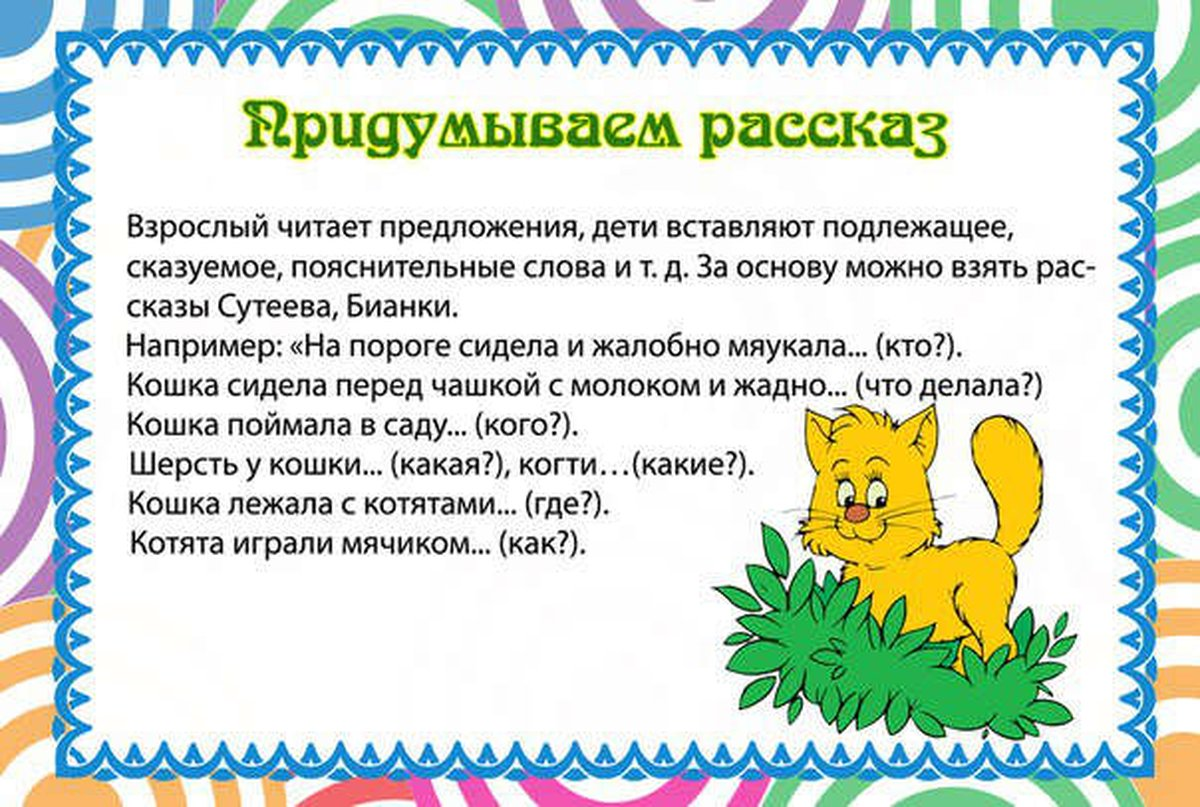 Придумываем рассказ
Взрослый читает предложения, дети вставляют подлежащее,
сказуемое, пояснительные слова и т. д. За основу можно взять рас-
сказы Сутеева, Бианки.
Например: «На пороге сидела и жалобно мяукала... (кто?).
Кошка сидела перед чашкой с молоком и жадно... (что делала?)
Кошка поймала в саду... (кого?).
Шерсть у кошки... (какая?), когти…(какие?).
Кошка лежала с котятами... (где?).
Котята играли мячиком... (как?).